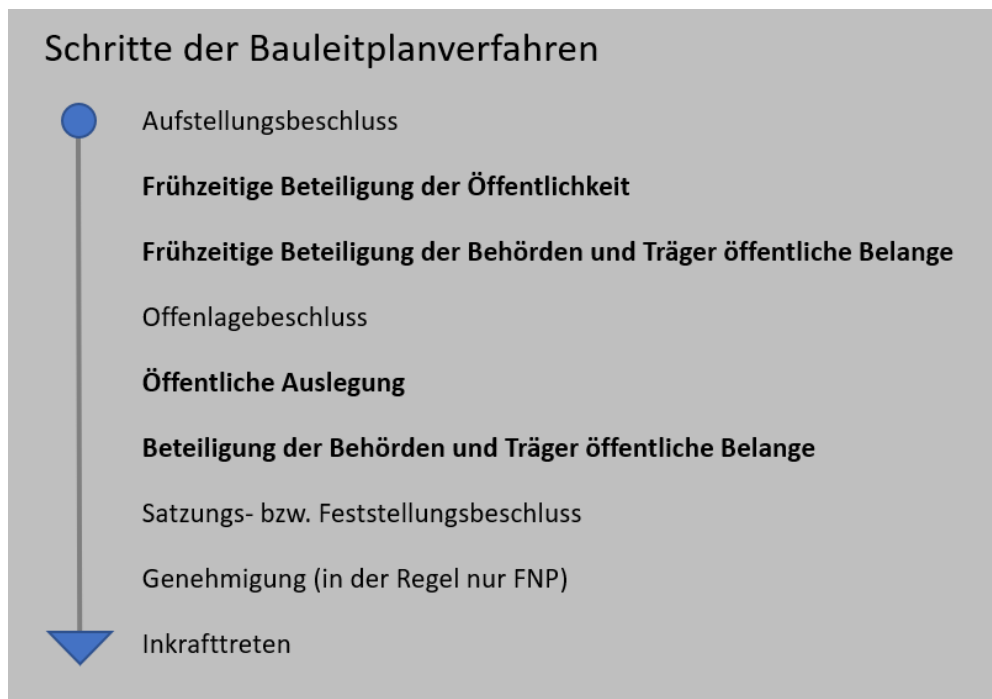 Schritte der Bauleitplanverfahren
Aufstellungsbeschluss
Frühzeitige Beteiligung der Öffentlichkeit
Frühzeitige Beteiligung der Behörden und Träger öffentliche Belange
Offenlagebeschluss
Öffentliche Auslegung
Beteiligung der Behörden und Träger öffentliche Belange
Satzungs- bzw. Feststellungsbeschluss
Genehmigung (in der Regel nur FNP)
Inkrafttreten